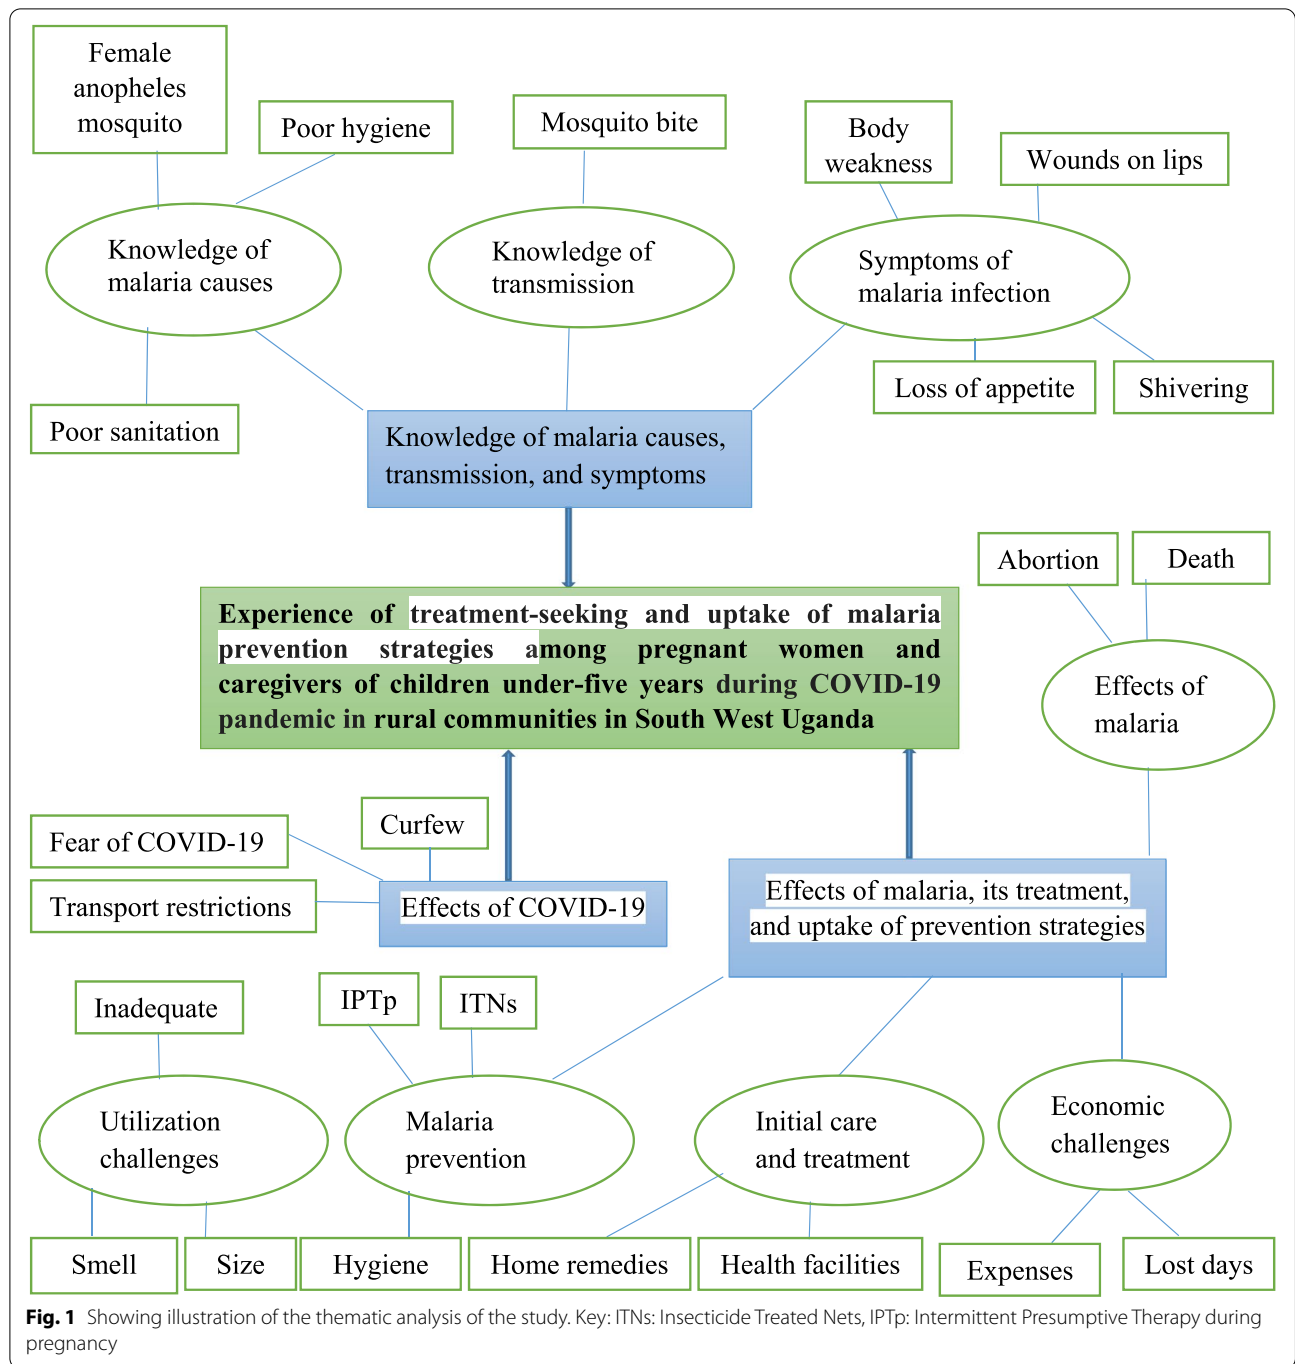 Female
anopheles
mosquito
Poor hygiene
Mosquito bite
Body
weakness
Wounds on lips
Knowledge of
malaria causes
Knowledge of
transmission
Symptoms of
malaria infection
Poor sanitation
Loss of appetite
Shivering
Knowledge of malaria causes,
transmission, and symptoms
Abortion
Death
Experience of treatment-seeking and uptake of malaria
prevention strategies among pregnant women and
caregivers of children under-five years during COVID-19
pandemic in rural communities in South West Uganda
Effects of
malaria
Fear of COVID-19
Curfew
Transport restrictions
Effects of COVID-19
Effects of malaria, its treatment,
and uptake of prevention strategies
Inadequate
IPTp
ITNs
Utilization
challenges
Malaria
prevention
Initial care
and treatment
Economic
challenges
Smell
Size
Hygiene
Home remedies
Health facilities
Expenses
Lost days
Fig. 1 Showing illustration of the thematic analysis of the study. Key: ITNs: Insecticide Treated Nets, IPTp: Intermittent Presumptive Therapy during
pregnancy